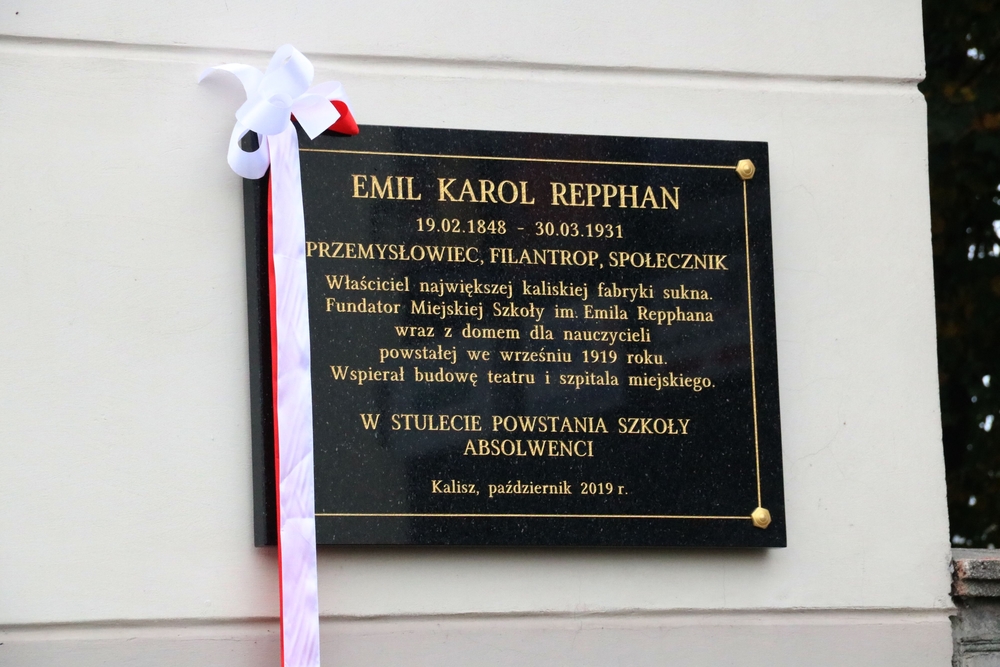 EMIL KAROL REPPHAN
19.02.1848 - 30.03.1931
PRZEMYSŁOWIEC, FILANTROP, SPOŁECZNIK
Właściciel największej kaliskiej fabryki sukna.
Fundator Miejskiej Szkoły im. Emila Repphana
wraz z domem dla nauczycieli
powstałej we wrześniu 1919 roku.
Wspierał budowę teatru i szpitala miejskiego.
W STULECIE POWSTANIA SZKOŁY
ABSOLWENCI
Kalisz, październik 2019 r.